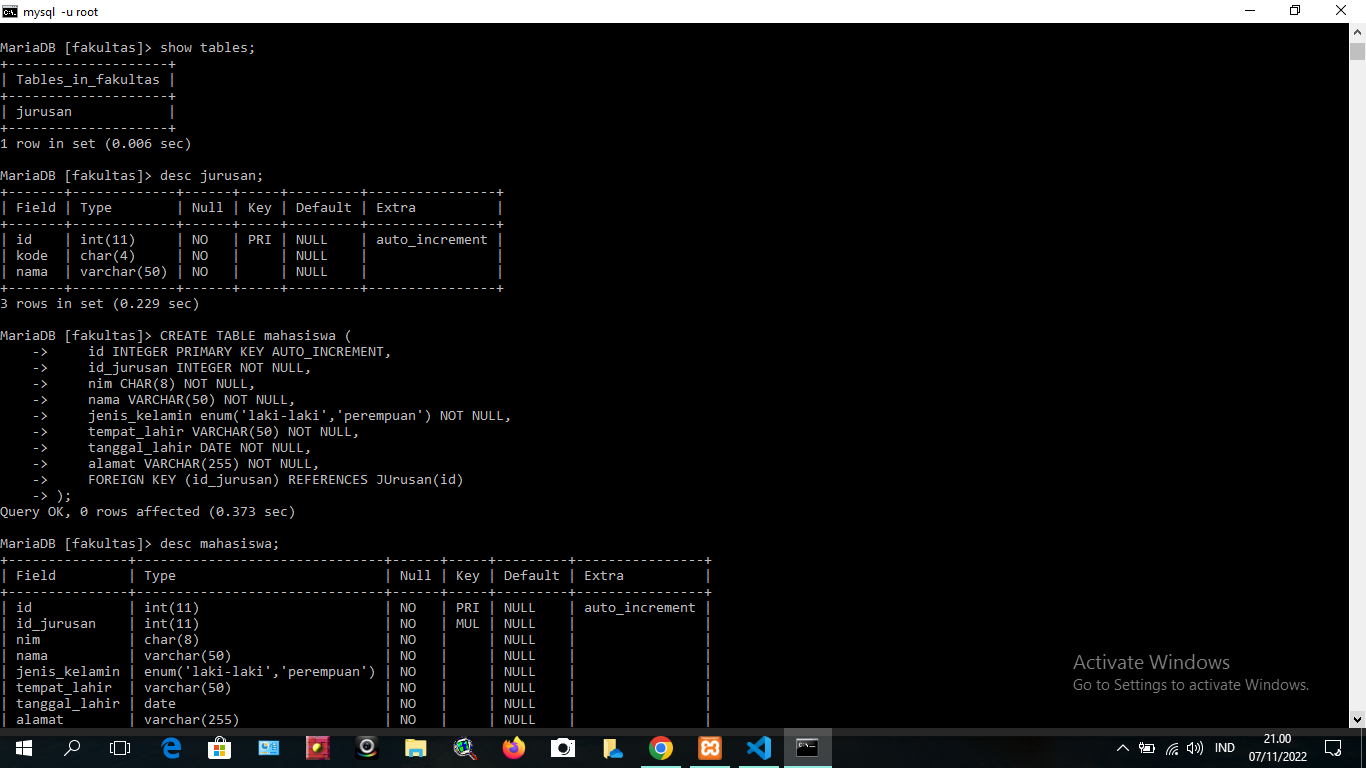 mysql  -u root
MariaDB [fakultas]> show tables;
+--------------------+
| Tables_in_fakultas |
+--------------------+
| jurusan            |
+--------------------+
1 row in set (0.006 sec)
MariaDB [fakultas]> desc jurusan;
+-------+-------------+------+-----+---------+----------------+
| Field | Type        | Null | Key | Default | Extra          |
+-------+-------------+------+-----+---------+----------------+
| id    | int(11)     | NO   | PRI | NULL    | auto_increment |
| kode  | char(4)     | NO   |     | NULL    |                |
| nama  | varchar(50) | NO   |     | NULL    |                |
+-------+-------------+------+-----+---------+----------------+
3 rows in set (0.229 sec)
MariaDB [fakultas]> CREATE TABLE mahasiswa (
    ->     id INTEGER PRIMARY KEY AUTO_INCREMENT,
    ->     id_jurusan INTEGER NOT NULL,
    ->     nim CHAR(8) NOT NULL,
    ->     nama VARCHAR(50) NOT NULL,
    ->     jenis_kelamin enum('laki-laki','perempuan') NOT NULL,
    ->     tempat_lahir VARCHAR(50) NOT NULL,
    ->     tanggal_lahir DATE NOT NULL,
    ->     alamat VARCHAR(255) NOT NULL,
    ->     FOREIGN KEY (id_jurusan) REFERENCES JUrusan(id)
    -> );
Query OK, 0 rows affected (0.373 sec)
MariaDB [fakultas]> desc mahasiswa;
+---------------+-------------------------------+------+-----+---------+----------------+
| Field         | Type                          | Null | Key | Default | Extra          |
+---------------+-------------------------------+------+-----+---------+----------------+
| id            | int(11)                       | NO   | PRI | NULL    | auto_increment |
| id_jurusan    | int(11)                       | NO   | MUL | NULL    |                |
| nim           | char(8)                       | NO   |     | NULL    |                |
| nama          | varchar(50)                   | NO   |     | NULL    |                |
| jenis_kelamin | enum('laki-laki','perempuan') | NO   |     | NULL    |                |
| tempat_lahir  | varchar(50)                   | NO   |     | NULL    |                |
| tanggal_lahir | date                          | NO   |     | NULL    |                |
| alamat        | varchar(255)                  | NO   |     | NULL    |                |
Activate Windows
Go to Settings to activate Windows.
IND
21.00
07/11/2022